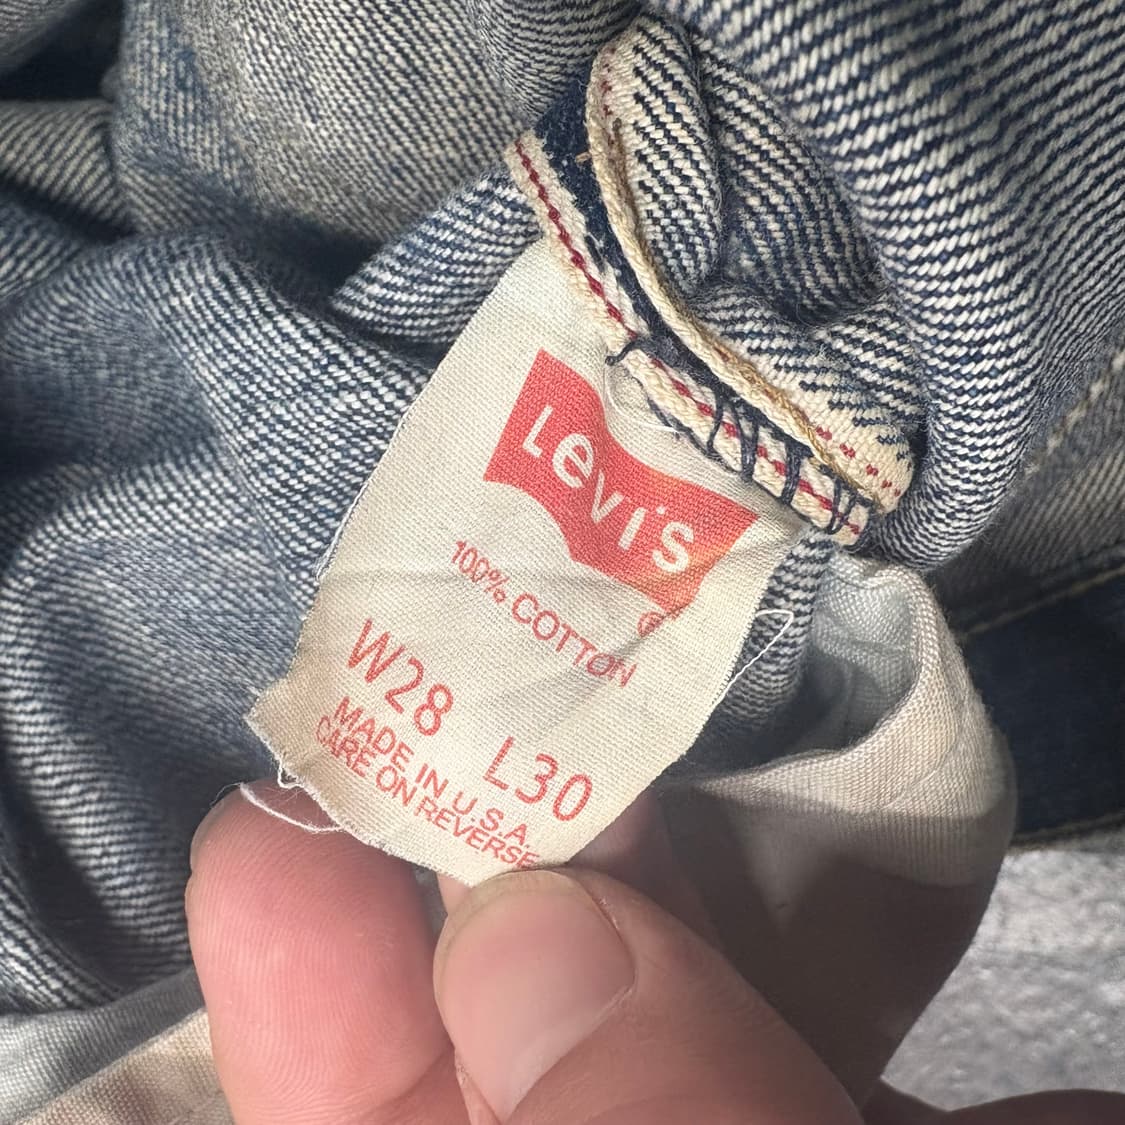 Levi's
®
100% COTTON
W28 L30
MADE IN U.S.A.
CARE ON REVERSE